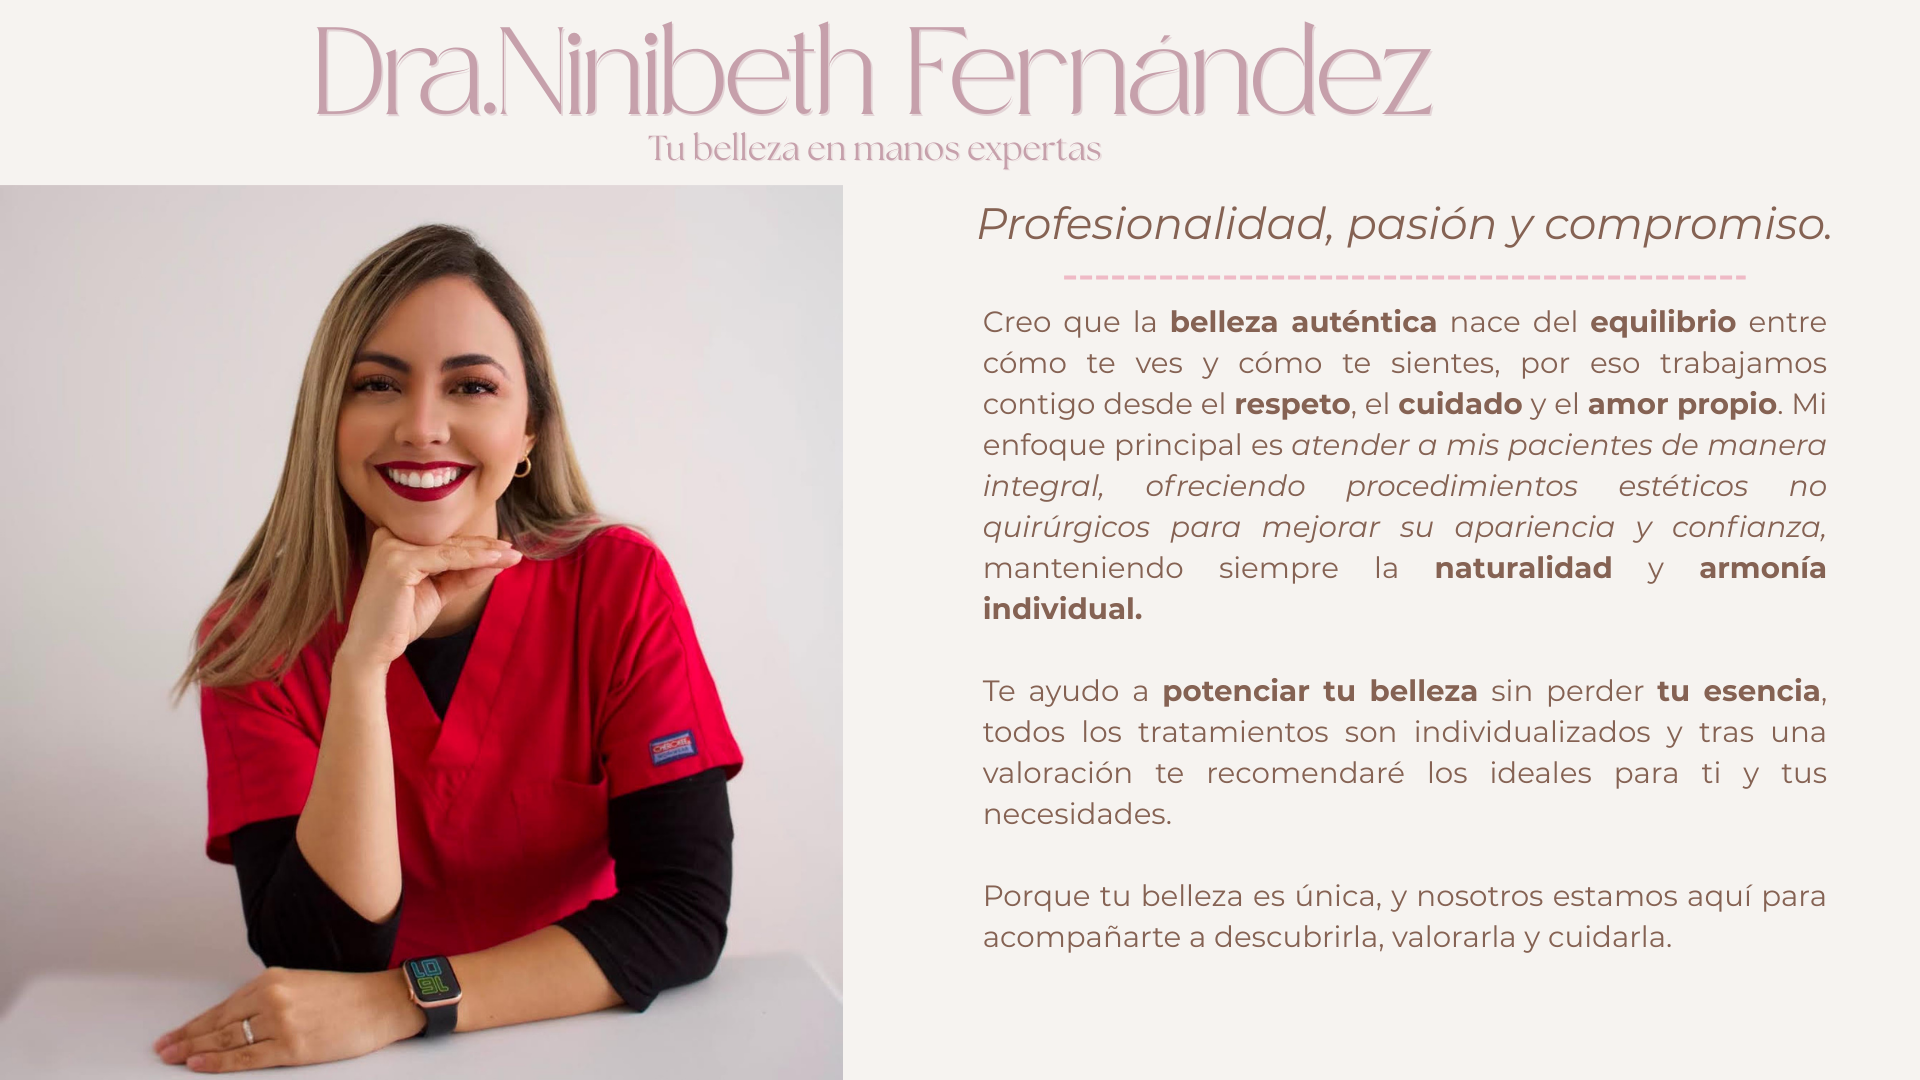 Dra.Ninibeth Fernández
Tu belleza en manos expertas
Profesionalidad, pasión y compromiso.
Creo que la belleza auténtica nace del equilibrio entre
cómo te ves y cómo te sientes, por eso trabajamos
contigo desde el respeto, el cuidado y el amor propio. Mi
enfoque principal es atender a mis pacientes de manera
integral, ofreciendo procedimientos estéticos no
quirúrgicos para mejorar su apariencia y confianza,
manteniendo siempre la naturalidad y armonía
individual.
Te ayudo a potenciar tu belleza sin perder tu esencia,
todos los tratamientos son individualizados y tras una
valoración te recomendaré los ideales para ti y tus
necesidades.
Porque tu belleza es única, y nosotros estamos aquí para
acompañarte a descubrirla, valorarla y cuidarla.